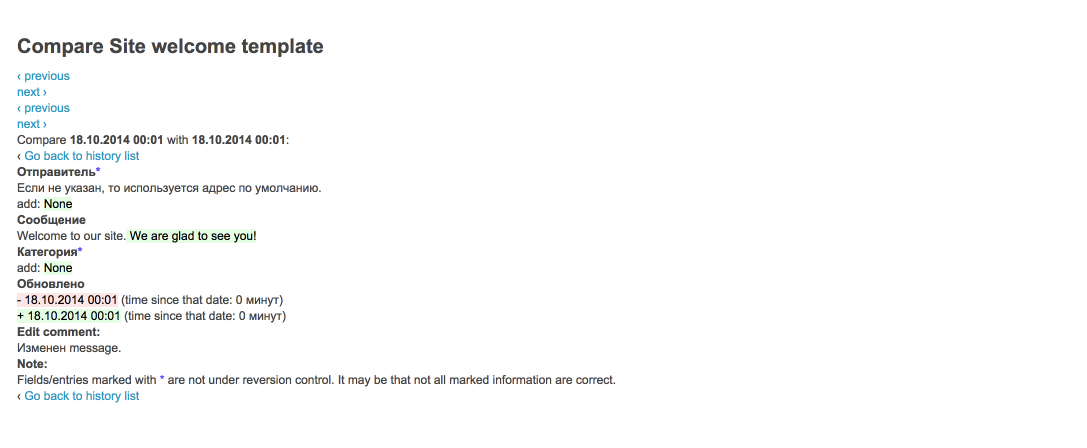 Compare Site welcome template
‹ previous
next ›
‹ previous
next ›
Compare 18.10.2014 00:01 with 18.10.2014 00:01:
‹ Go back to history list
Отправитель*
Если не указан, то используется адрес по умолчанию.
add: None
Сообщение
Welcome to our site. We are glad to see you!
Категория*
add: None
Обновлено
- 18.10.2014 00:01 (time since that date: 0 минут)
+ 18.10.2014 00:01 (time since that date: 0 минут)
Edit comment:
Изменен message.
Note:
Fields/entries marked with * are not under reversion control. It may be that not all marked information are correct.
‹ Go back to history list